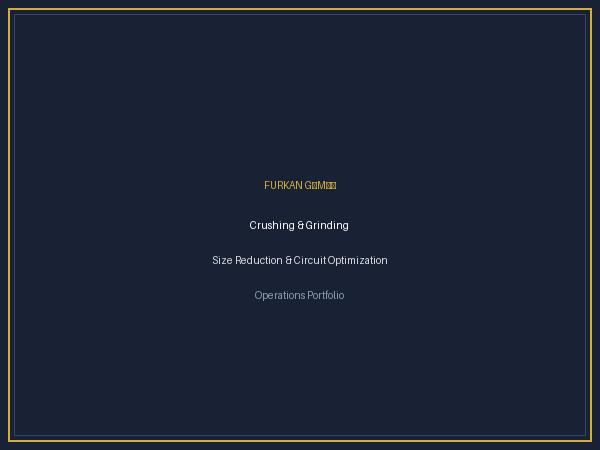 FURKAN
Crushing & Grinding
Size Reduction & Circuit Optimization
Operations Portfolio